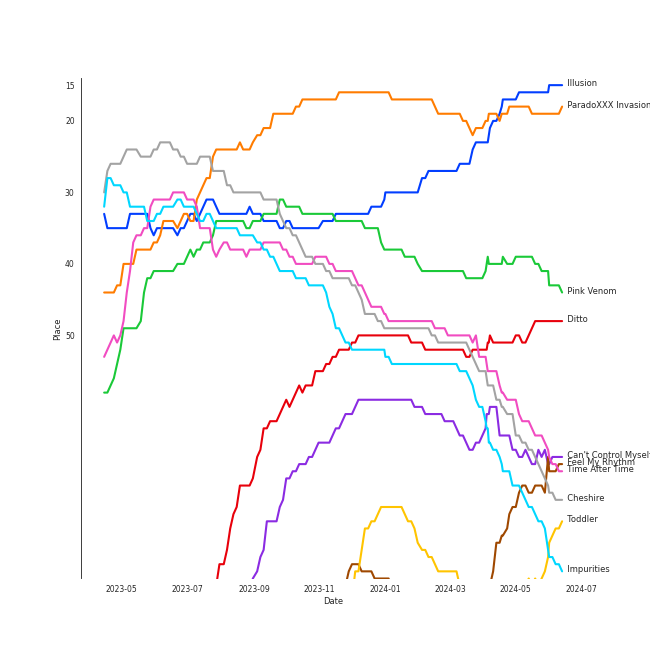 15
Illusion
ParadoXXX Invasion
20
30
40
Pink Venom
Ditto
50
Place
Can't Control Myself
Feel My Rhythm
Time After Time
Cheshire
Toddler
Impurities
2023-05
2023-07
2023-09
2023-11
2024-01
2024-03
2024-05
2024-07
Date